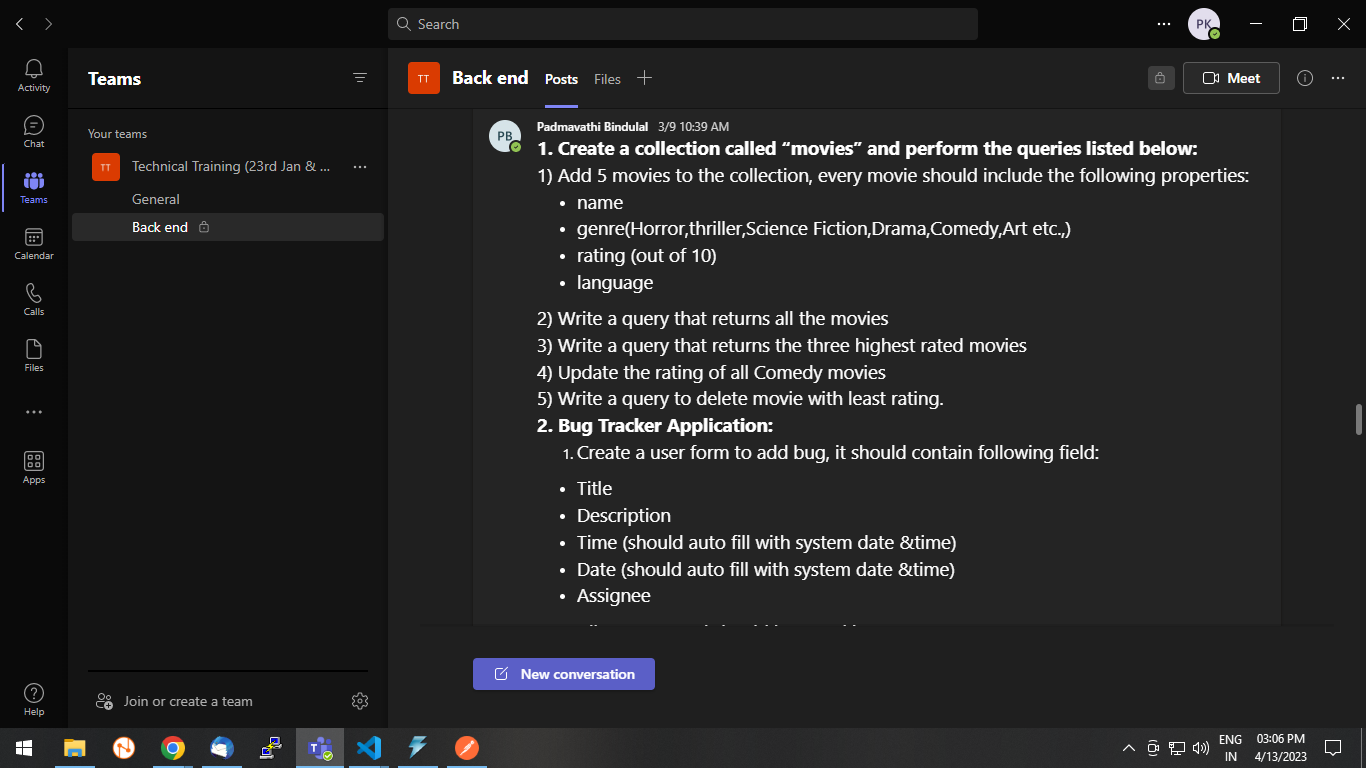 Search
PK
Activity
Chat
Teams
Calendar
Calls
Files
Apps
Help
Teams
Your teams
TT
Technical Training (23rd Jan & ...
General
Back end
Join or create a team
TT
Back end
Posts
Files
Meet
PB
Padmavathi Bindulal 3/9 10:39 AM
1. Create a collection called “movies” and perform the queries listed below:
1) Add 5 movies to the collection, every movie should include the following properties:
• name
• genre(Horror,thriller,Science Fiction,Drama,Comedy,Art etc.,)
• rating (out of 10)
• language
2) Write a query that returns all the movies
3) Write a query that returns the three highest rated movies
4) Update the rating of all Comedy movies
5) Write a query to delete movie with least rating.
2. Bug Tracker Application:
1. Create a user form to add bug, it should contain following field:
• Title
• Description
• Time (should auto fill with system date &time)
• Date (should auto fill with system date &time)
• Assignee
New conversation
ENG
IN
03:06 PM
4/13/2023